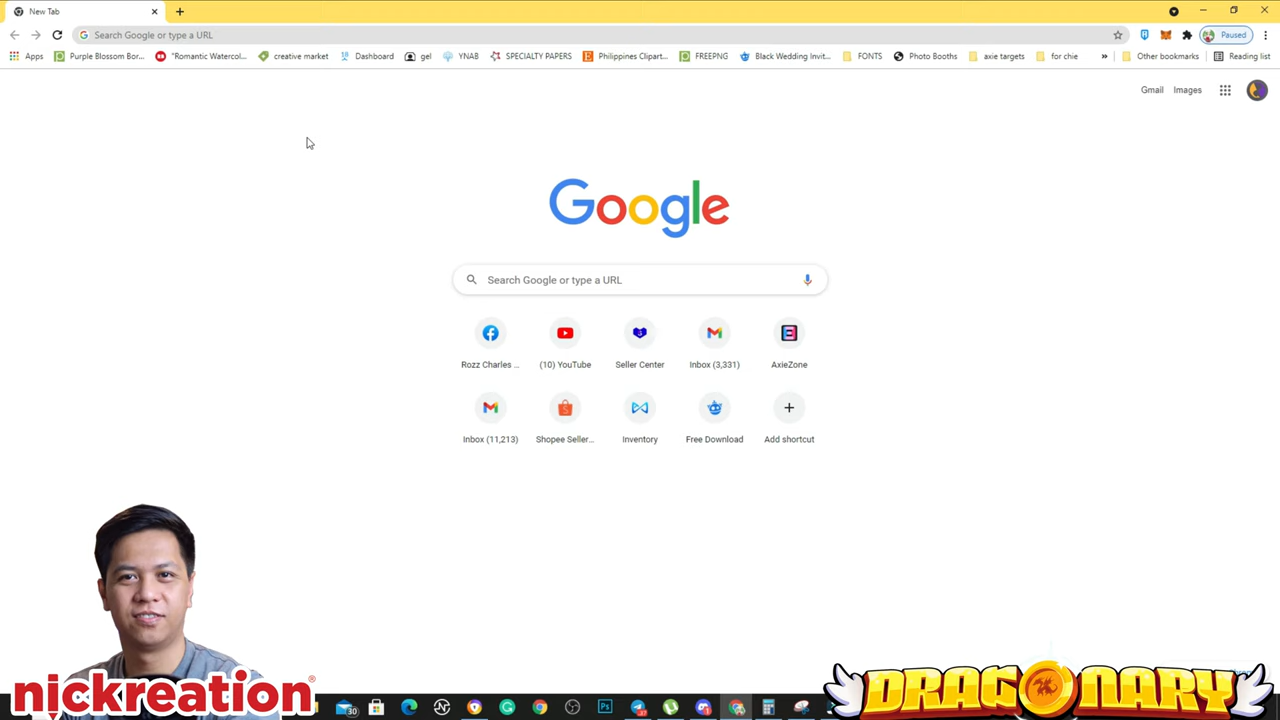 New Tab
Search Google or type a URL
Paused
Apps Purple Blossom Bor... "Romantic Watercol... creative market Dashboard gel YNAB SPECIALTY PAPERS Philippines Clipart... FREEPNG Black Wedding Invit... FONTS Photo Booths axie targets for chie » Other bookmarks Reading list
Gmail Images
Google
Search Google or type a URL
Rozz Charles ... (10) YouTube Seller Center Inbox (3,331) AxieZone
Inbox (11,213) Shopee Seller... Inventory Free Download Add shortcut
nickreation®
DRAGONARY
30
Ps